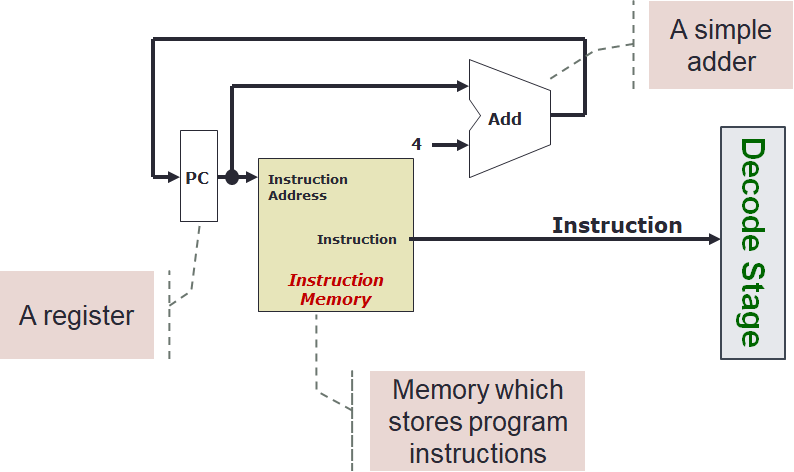 A simple
adder
Add
4
PC
Instruction
Address
Instruction
Instruction
Memory
Instruction
Decode Stage
A register
Memory which
stores program
instructions